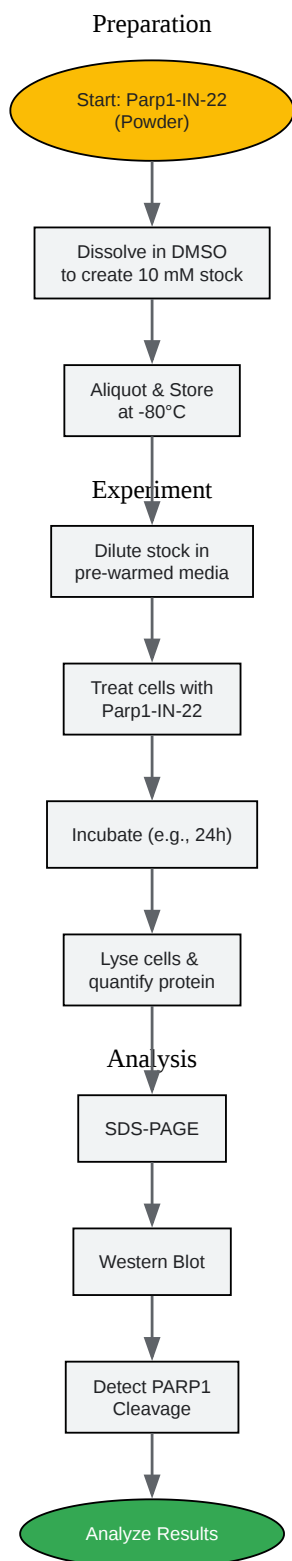 Preparation
Start: Parp1-IN-22
(Powder)
Dissolve in DMSO
to create 10 mM stock
Aliquot & Store
at -80°C
Experiment
Dilute stock in
pre-warmed media
Treat cells with
Parp1-IN-22
Incubate (e.g., 24h)
Lyse cells &
quantify protein
Analysis
SDS-PAGE
Western Blot
Detect PARP1
Cleavage
Analyze Results